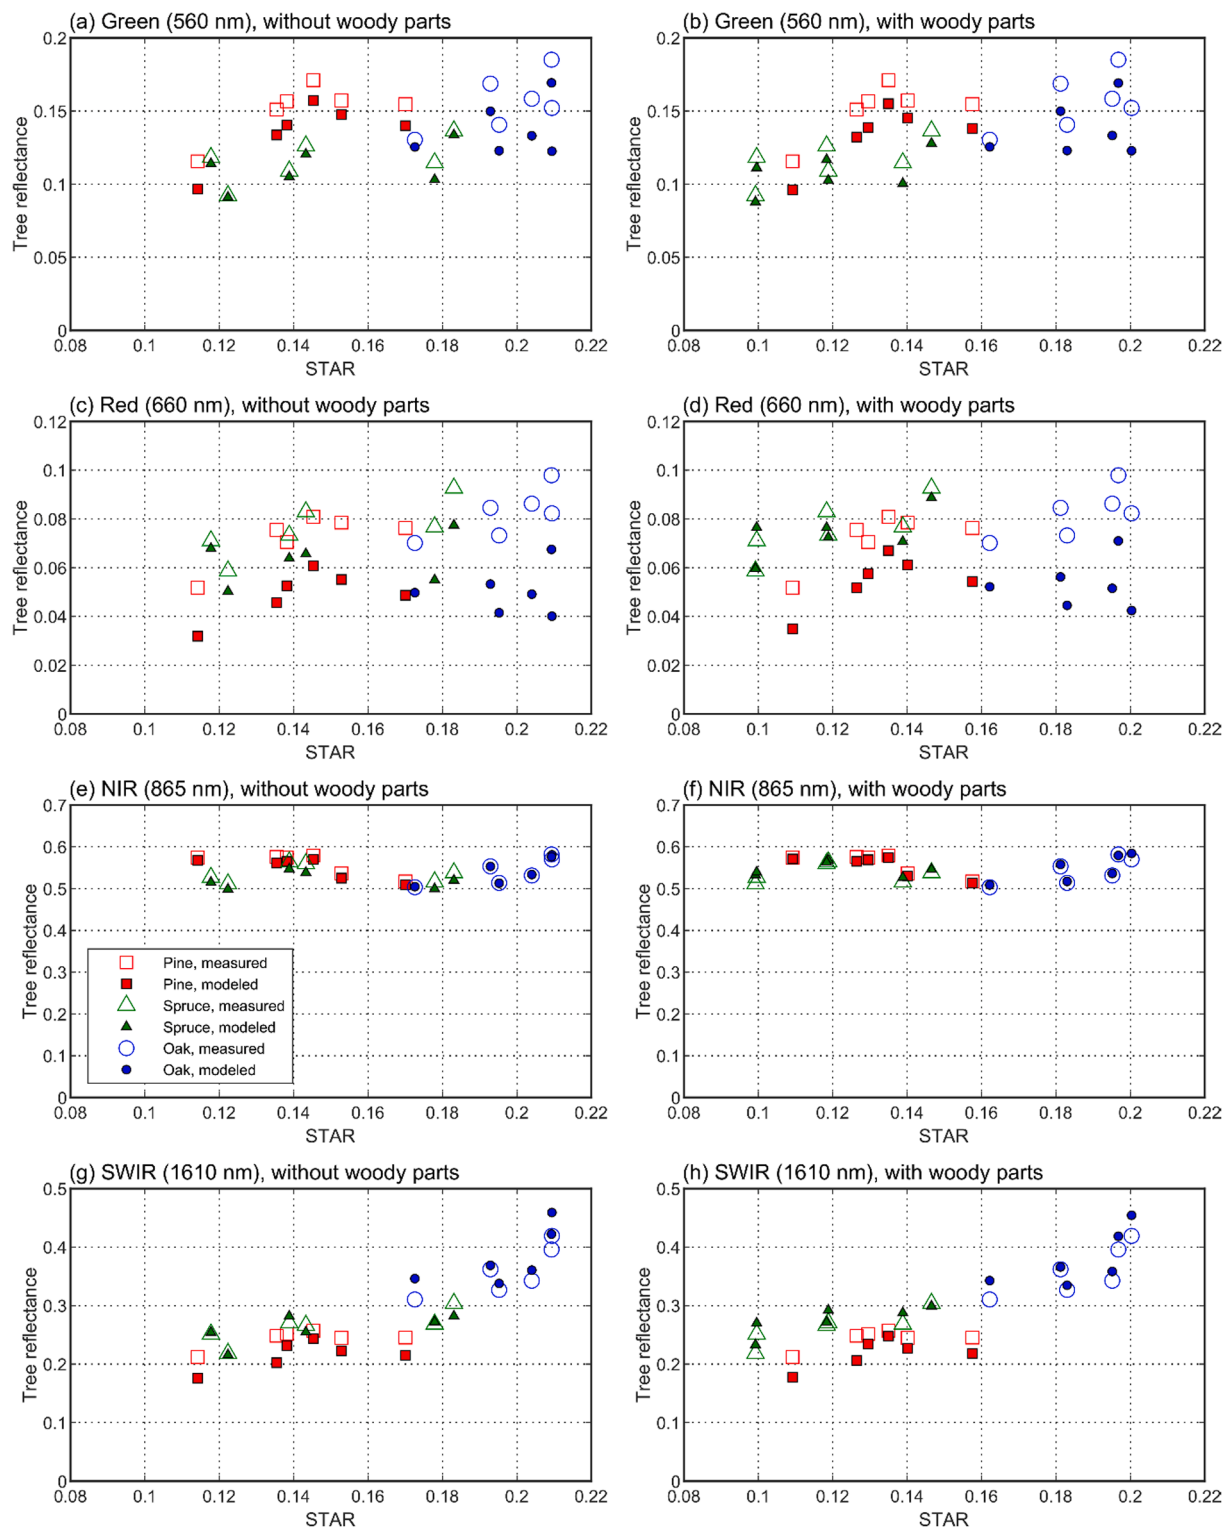 (a) Green (560 nm), without woody parts
0.2
0.15
0.1
0.05
0
Tree reflectance
0.08 0.1 0.12 0.14 0.16 0.18 0.2 0.22
STAR
(b) Green (560 nm), with woody parts
0.2
0.15
0.1
0.05
0
Tree reflectance
0.08 0.1 0.12 0.14 0.16 0.18 0.2 0.22
STAR
(c) Red (660 nm), without woody parts
0.12
0.1
0.08
0.06
0.04
0.02
0
Tree reflectance
0.08 0.1 0.12 0.14 0.16 0.18 0.2 0.22
STAR
(d) Red (660 nm), with woody parts
0.12
0.1
0.08
0.06
0.04
0.02
0
Tree reflectance
0.08 0.1 0.12 0.14 0.16 0.18 0.2 0.22
STAR
(e) NIR (865 nm), without woody parts
0.7
0.6
0.5
0.4
0.3
0.2
0.1
0
Tree reflectance
Pine, measured
Pine, modeled
Spruce, measured
Spruce, modeled
Oak, measured
Oak, modeled
0.08 0.1 0.12 0.14 0.16 0.18 0.2 0.22
STAR
(f) NIR (865 nm), with woody parts
0.7
0.6
0.5
0.4
0.3
0.2
0.1
0
Tree reflectance
0.08 0.1 0.12 0.14 0.16 0.18 0.2 0.22
STAR
(g) SWIR (1610 nm), without woody parts
0.5
0.4
0.3
0.2
0.1
0
Tree reflectance
0.08 0.1 0.12 0.14 0.16 0.18 0.2 0.22
STAR
(h) SWIR (1610 nm), with woody parts
0.5
0.4
0.3
0.2
0.1
0
Tree reflectance
0.08 0.1 0.12 0.14 0.16 0.18 0.2 0.22
STAR